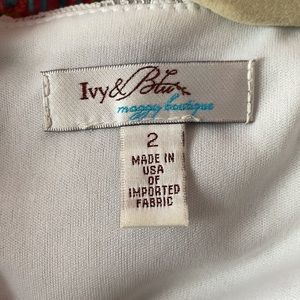 Ivy & Blu
maggy boutique
2
MADE IN
USA
OF
IMPORTED
FABRIC